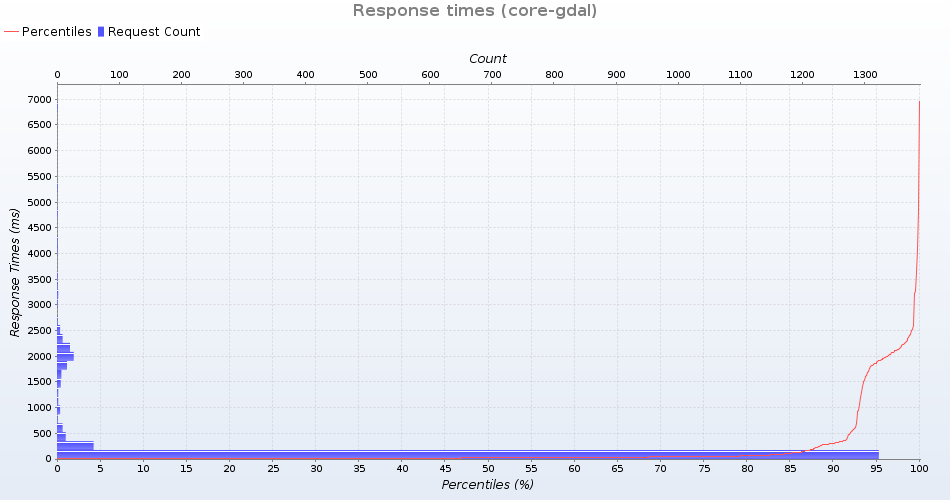 Response times (core-gdal)
Percentiles Request Count
Count
0 100 200 300 400 500 600 700 800 900 1000 1100 1200 1300
7000
6500
6000
5500
5000
4500
4000
3500
3000
2500
2000
1500
1000
500
0
Response Times (ms)
0 5 10 15 20 25 30 35 40 45 50 55 60 65 70 75 80 85 90 95 100
Percentiles (%)